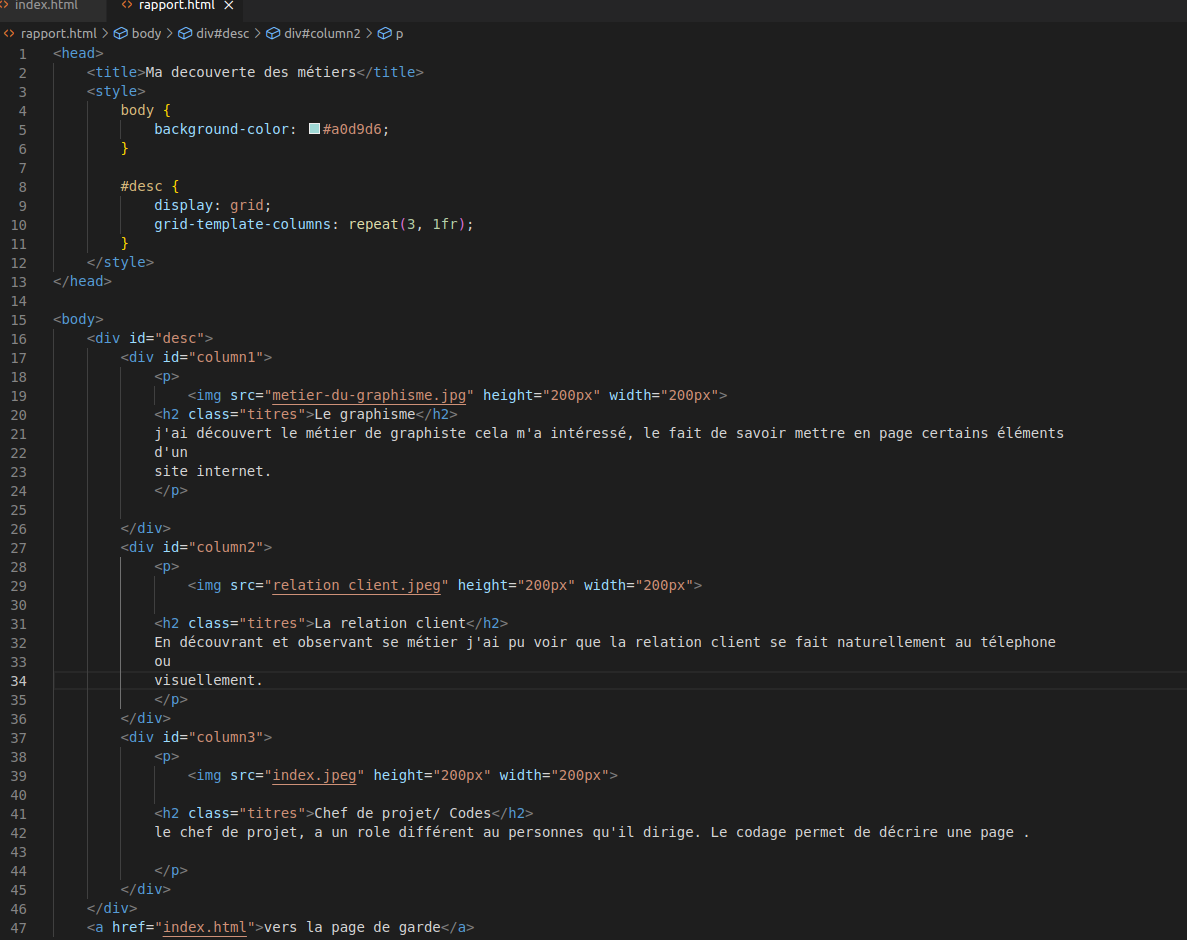 index.html
rapport.html
rapport.html > body > div#desc > div#column2 > p
1 <head>
2 <title>Ma decouverte des métiers</title>
3 <style>
4 body {
5 background-color: #a0d9d6;
6 }
7
8 #desc {
9 display: grid;
10 grid-template-columns: repeat(3, 1fr);
11 }
12 </style>
13 </head>
14
15 <body>
16 <div id="desc">
17 <div id="column1">
18 <p>
19 <img src="metier-du-graphisme.jpg" height="200px" width="200px">
20 <h2 class="titres">Le graphisme</h2>
21 j'ai découvert le métier de graphiste cela m'a intéressé, le fait de savoir mettre en page certains éléments
22 d'un
23 site internet.
24 </p>
25
26 </div>
27 <div id="column2">
28 <p>
29 <img src="relation client.jpeg" height="200px" width="200px">
30
31 <h2 class="titres">La relation client</h2>
32 En découvrant et observant se métier j'ai pu voir que la relation client se fait naturellement au télephone
33 ou
34 visuellement.
35 </p>
36 </div>
37 <div id="column3">
38 <p>
39 <img src="index.jpeg" height="200px" width="200px">
40
41 <h2 class="titres">Chef de projet/ Codes</h2>
42 le chef de projet, a un role différent au personnes qu'il dirige. Le codage permet de décrire une page .
43
44 </p>
45 </div>
46 </div>
47 <a href="index.html">vers la page de garde</a>